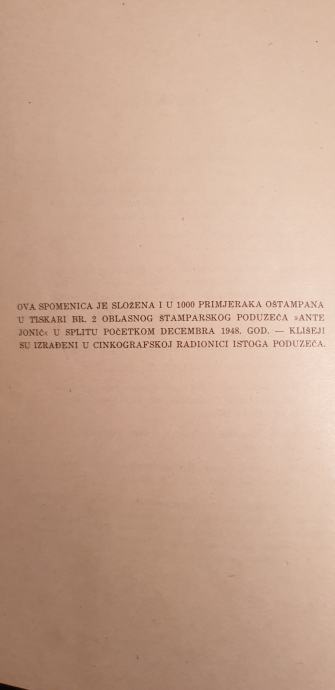 OVA SPOMENICA JE SLOŽENA I U 1000 PRIMJERAKA OŠTAMPANA
U TISKARI BR. 2 OBLASNOG ŠTAMPARSKOG PODUZEĆA »ANTE
JONIĆ« U SPLITU POČETKOM DECEMBRA 1948. GOD. — KLIŠEJI
SU IZRAĐENI U CINKOGRAFSKOJ RADIONICI ISTOGA PODUZEĆA.